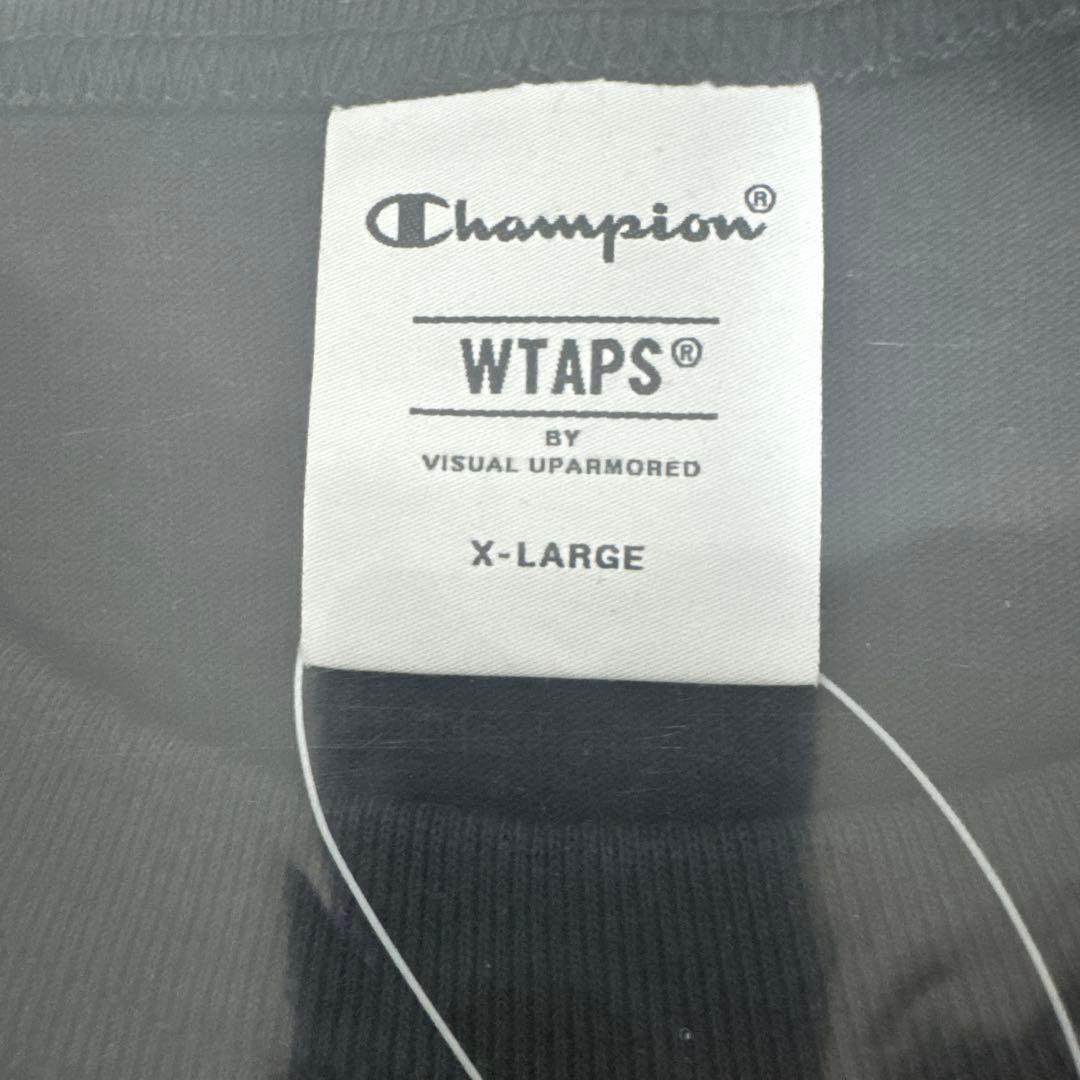 Champion®
WTAPS®
BY
VISUAL UPARMORED
X-LARGE